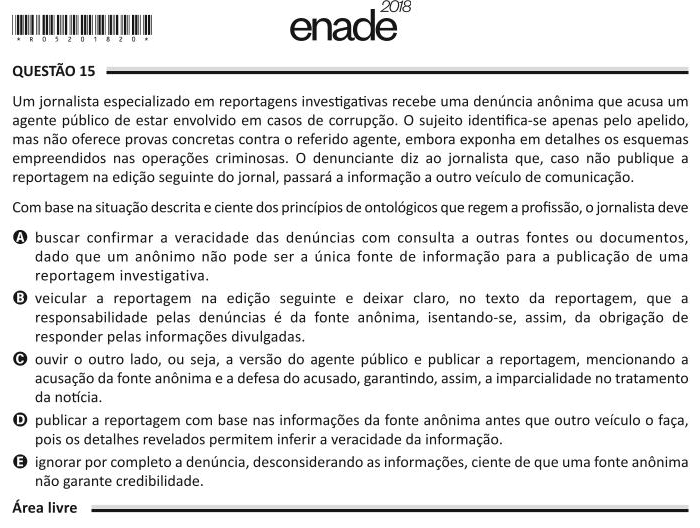 2018
enade
* R 0 5 2 0 1 8 2 0 *
QUESTÃO 15
Um jornalista especializado em reportagens investigativas recebe uma denúncia anônima que acusa um
agente público de estar envolvido em casos de corrupção. O sujeito identifica-se apenas pelo apelido,
mas não oferece provas concretas contra o referido agente, embora exponha em detalhes os esquemas
empreendidos nas operações criminosas. O denunciante diz ao jornalista que, caso não publique a
reportagem na edição seguinte do jornal, passará a informação a outro veículo de comunicação.
Com base na situação descrita e ciente dos princípios de ontológicos que regem a profissão, o jornalista deve
A buscar confirmar a veracidade das denúncias com consulta a outras fontes ou documentos,
dado que um anônimo não pode ser a única fonte de informação para a publicação de uma
reportagem investigativa.
B veicular a reportagem na edição seguinte e deixar claro, no texto da reportagem, que a
responsabilidade pelas denúncias é da fonte anônima, isentando-se, assim, da obrigação de
responder pelas informações divulgadas.
C ouvir o outro lado, ou seja, a versão do agente público e publicar a reportagem, mencionando a
acusação da fonte anônima e a defesa do acusado, garantindo, assim, a imparcialidade no tratamento
da notícia.
D publicar a reportagem com base nas informações da fonte anônima antes que outro veículo o faça,
pois os detalhes revelados permitem inferir a veracidade da informação.
E ignorar por completo a denúncia, desconsiderando as informações, ciente de que uma fonte anônima
não garante credibilidade.
Área livre